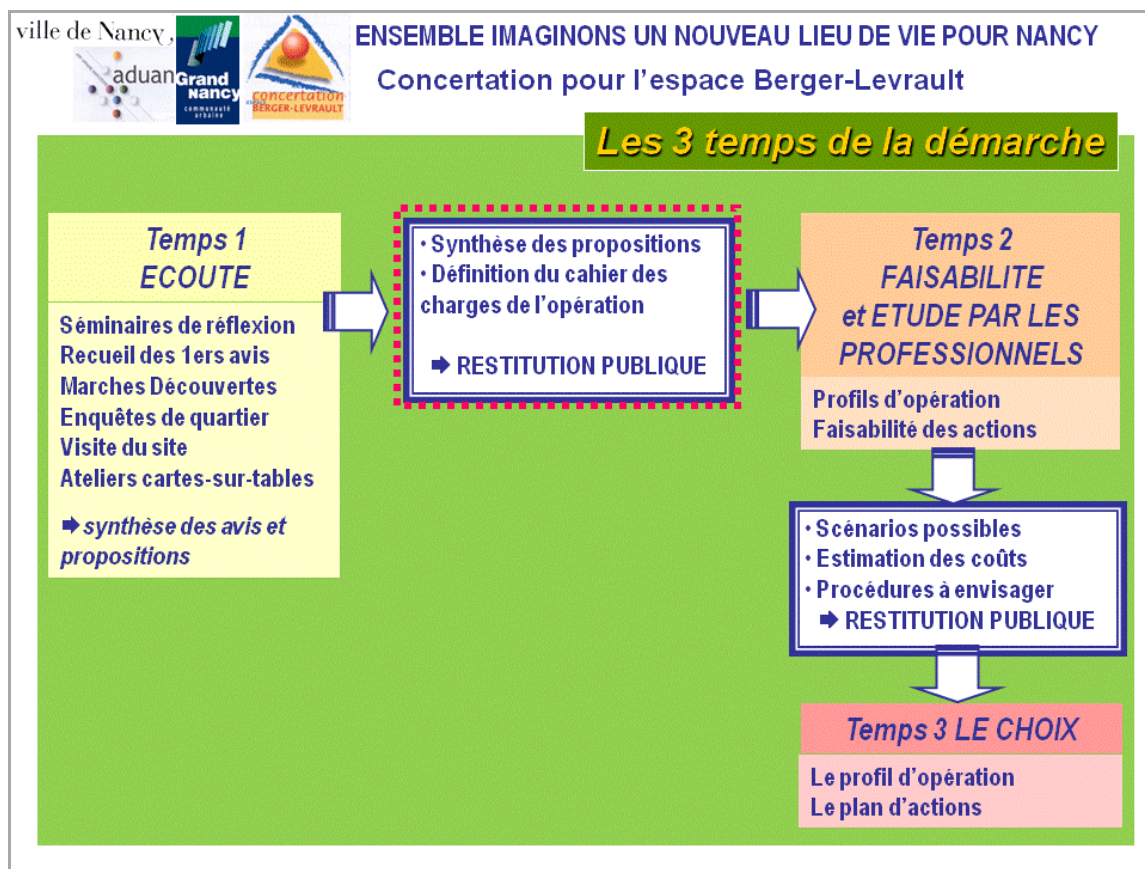 ville de Nancy,
aduan
Grand
Nancy
communauté
urbaine
concertation
BERGER-LEVRAULT
ENSEMBLE IMAGINONS UN NOUVEAU LIEU DE VIE POUR NANCY
Concertation pour l'espace Berger-Levrault
Les 3 temps de la démarche
Temps 1
ECOUTE
Séminaires de réflexion
Recueil des 1ers avis
Marches Découvertes
Enquêtes de quartier
Visite du site
Ateliers cartes-sur-tables
➡ synthèse des avis et
propositions
• Synthèse des propositions
• Définition du cahier des
charges de l'opération
➡ RESTITUTION PUBLIQUE
Temps 2
FAISABILITE
et ETUDE PAR LES
PROFESSIONNELS
Profils d'opération
Faisabilité des actions
• Scénarios possibles
• Estimation des coûts
• Procédures à envisager
➡ RESTITUTION PUBLIQUE
Temps 3 LE CHOIX
Le profil d'opération
Le plan d'actions